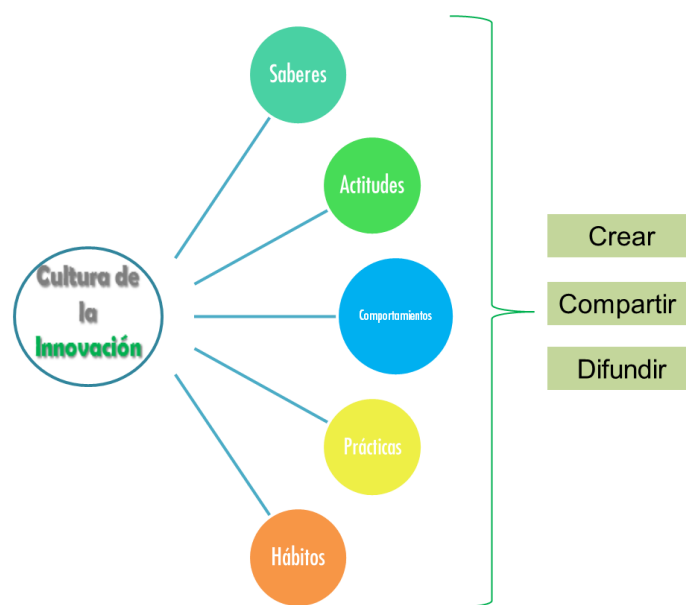 Cultura de
la
Innovación
Saberes
Actitudes
Comportamientos
Prácticas
Hábitos
Crear
Compartir
Difundir